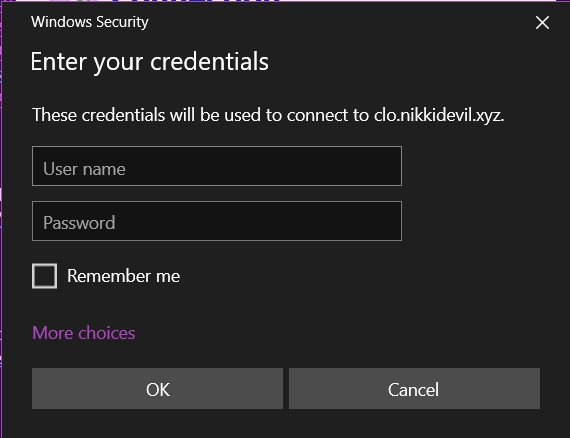 Windows Security
Enter your credentials
These credentials will be used to connect to clo.nikkidevil.xyz.
User name
Password
Remember me
More choices
OK
Cancel